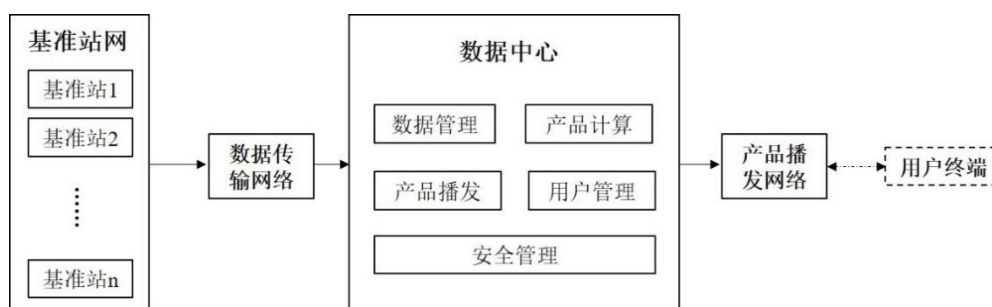 基准站网
基准站1
基准站2
……
基准站n
数据传
输网络
数据中心
数据管理
产品计算
产品播发
用户管理
安全管理
产品播
发网络
用户终端